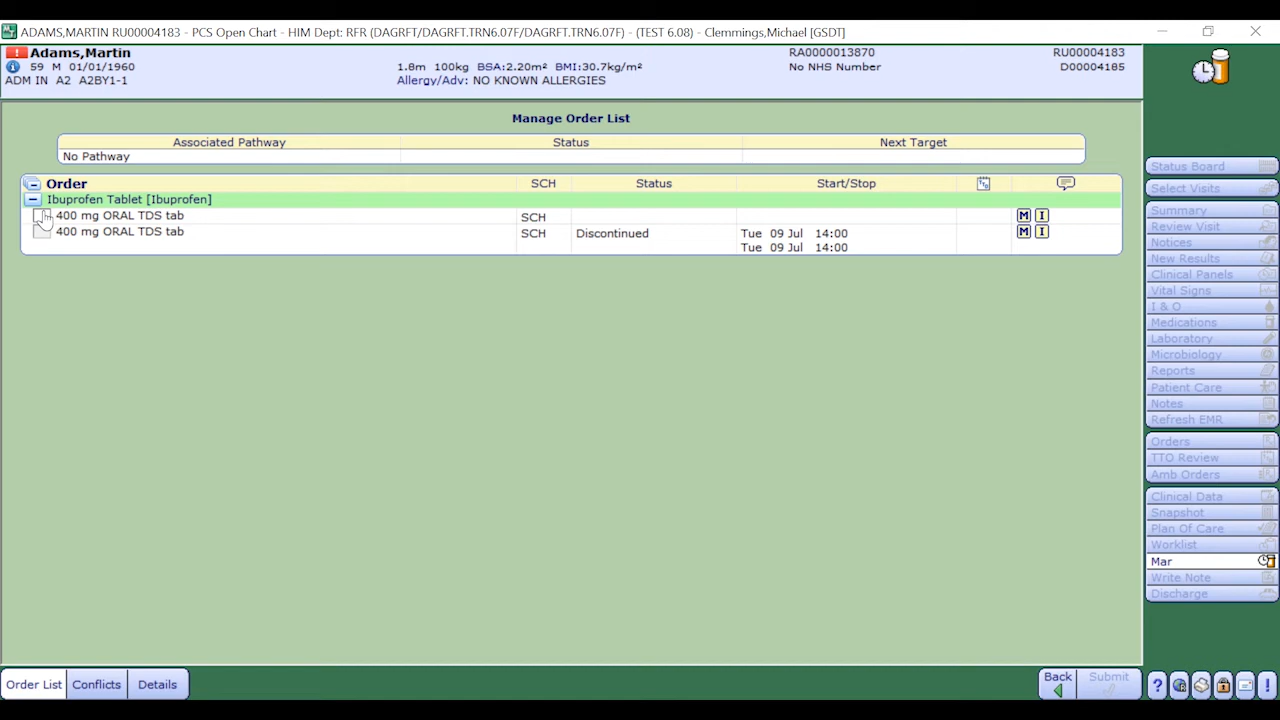 ADAMS,MARTIN RU00004183 - PCS Open Chart - HIM Dept: RFR (DAGRFT/DAGRFT.TRN6.07F/DAGRFT.TRN6.07F) - (TEST 6.08) - Clemmings,Michael [GSDT]
Adams,Martin RA0000013870 RU00004183
59 M 01/01/1960 1.8m 100kg BSA:2.20m² BMI:30.7kg/m² No NHS Number D00004185
ADM IN A2 A2BY1-1 Allergy/Adv: NO KNOWN ALLERGIES
Manage Order List
Associated Pathway Status Next Target
No Pathway
Order SCH Status Start/Stop
Ibuprofen Tablet [Ibuprofen]
400 mg ORAL TDS tab SCH M I
400 mg ORAL TDS tab SCH Discontinued Tue 09 Jul 14:00 M I
Tue 09 Jul 14:00
Status Board
Select Visits
Summary
Review Visit
Notices
New Results
Clinical Panels
Vital Signs
I & O
Medications
Laboratory
Microbiology
Reports
Patient Care
Notes
Refresh EMR
Orders
TTO Review
Amb Orders
Clinical Data
Snapshot
Plan Of Care
Worklist
Mar
Write Note
Discharge
Order List Conflicts Details Back Submit ? !